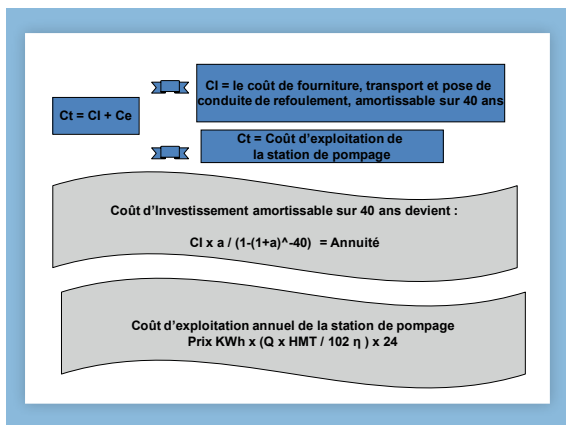 Ct = CI + Ce
CI = le coût de fourniture, transport et pose de
conduite de refoulement, amortissable sur 40 ans
Ct = Coût d'exploitation de
la station de pompage
Coût d'Investissement amortissable sur 40 ans devient :
CI x a / (1-(1+a)^-40) = Annuité
Coût d'exploitation annuel de la station de pompage
Prix KWh x (Q x HMT / 102 η ) x 24